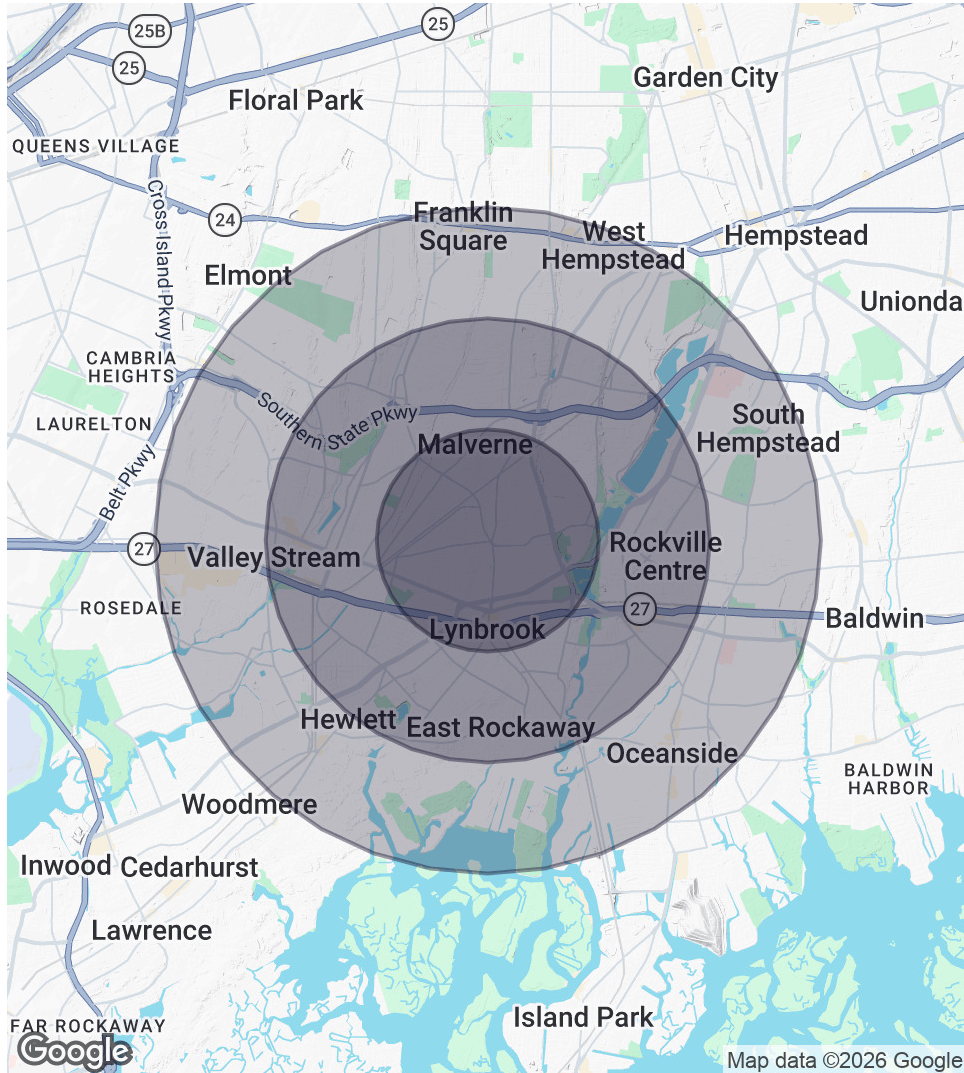 25B
25
25
Garden City
Floral Park
QUEENS VILLAGE
Cross Island Pkwy
24
Franklin
Square
West
Hempstead
Hempstead
Elmont
Unionda
CAMBRIA
HEIGHTS
Southern State Pkwy
LAURELTON
Malverne
South
Hempstead
Belt Pkwy
27
Valley Stream
Rockville
Centre
ROSEDALE
27
Lynbrook
Baldwin
Hewlett
East Rockaway
Oceanside
BALDWIN
HARBOR
Woodmere
Inwood
Cedarhurst
Lawrence
Island Park
FAR ROCKAWAY
Google
Map data ©2026 Google